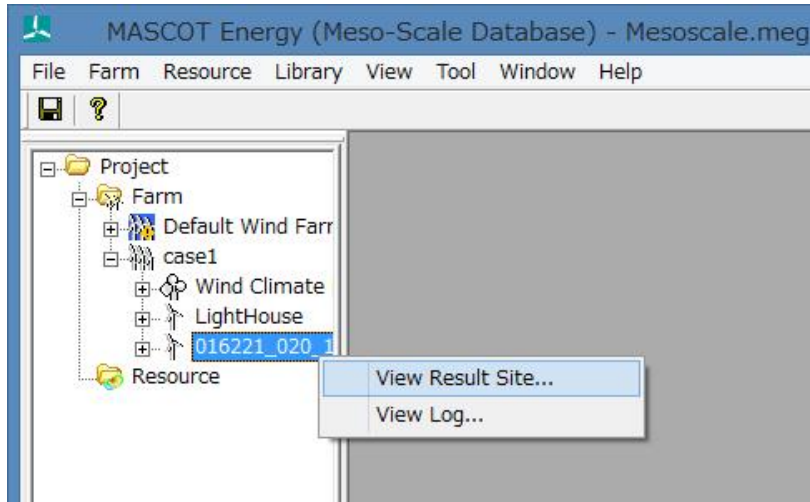 MASCOT Energy (Meso-Scale Database) - Mesoscale.meg
File Farm Resource Library View Tool Window Help
Project
Farm
Default Wind Farr
case1
Wind Climate
LightHouse
016221_020_1
Resource
View Result Site...
View Log...